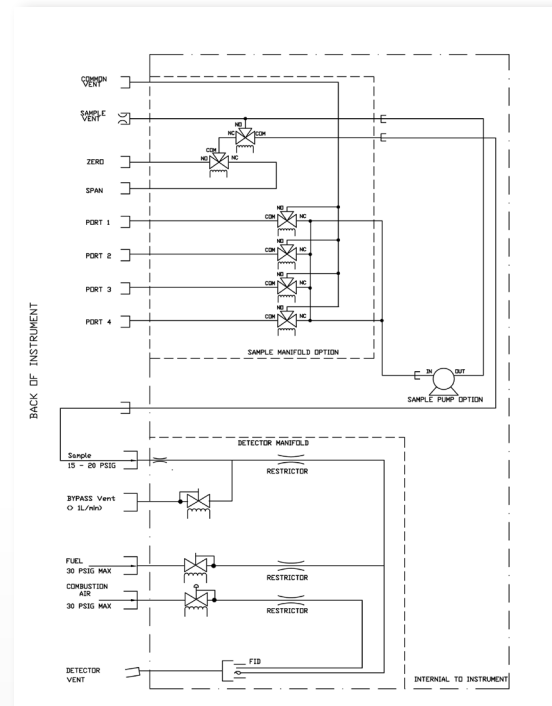 COMMON
VENT
SAMPLE
VENT
NO
NC
COM
COM
NO
NC
ZERO
SPAN
NO
COM
NC
PORT 1
NO
COM
NC
PORT 2
NO
COM
NC
PORT 3
NO
COM
NC
PORT 4
SAMPLE MANIFOLD OPTION
BACK OF INSTRUMENT
IN
OUT
SAMPLE PUMP OPTION
DETECTOR MANIFOLD
Sample
15 - 20 PSIG
RESTRICTOR
BYPASS Vent
(> 1L/min)
FUEL
30 PSIG MAX
RESTRICTOR
COMBUSTION
AIR
30 PSIG MAX
RESTRICTOR
FID
DETECTOR
VENT
INTERNIAL TO INSTRUMENT